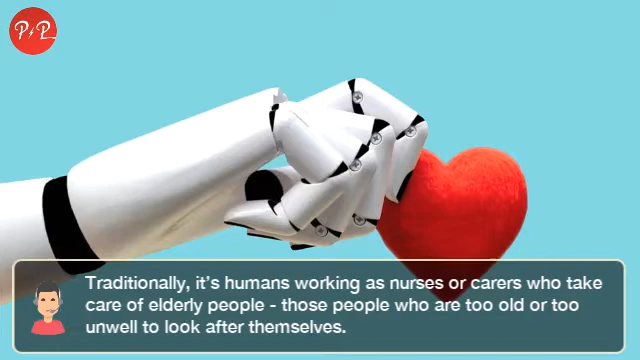 P P
Traditionally, it's humans working as nurses or carers who take
care of elderly people - those people who are too old or too
unwell to look after themselves.